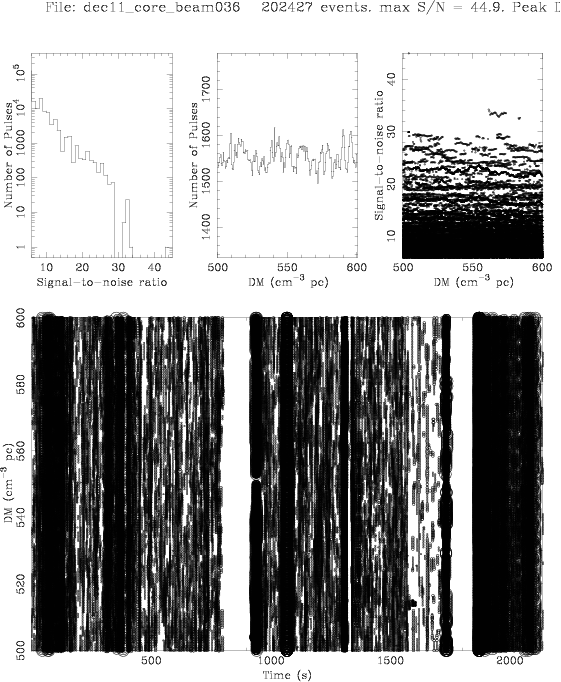 File: dec11_core_beam036 202427 events. max S/N = 44.9. Peak
Number of Pulses
1 10 100 1000 10⁴ 10⁵
10 20 30 40
Signal-to-noise ratio
Number of Pulses
1400 1500 1600 1700
500 550 600
DM (cm⁻³ pc)
Signal-to-noise ratio
10 20 30 40
500 550 600
DM (cm⁻³ pc)
DM (cm⁻³ pc)
500 520 540 560 580 600
500 1000 1500 2000
Time (s)